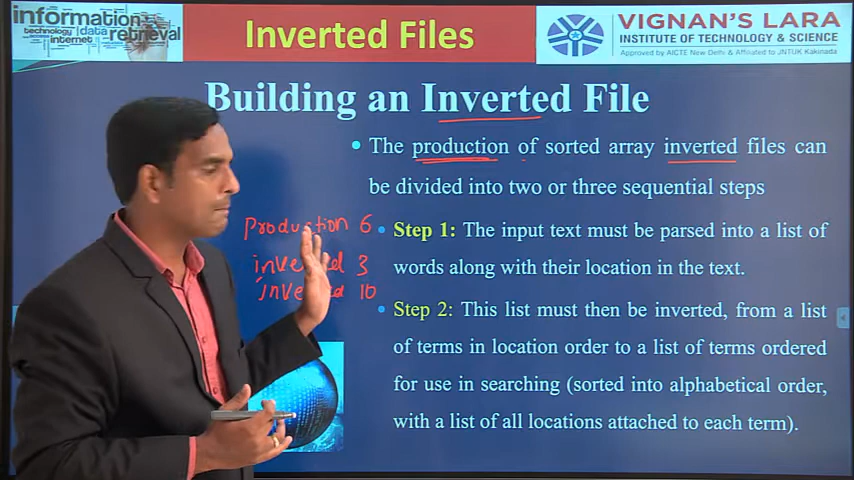 information
technology data
internet retrieval
Inverted Files
VIGNAN'S LARA
INSTITUTE OF TECHNOLOGY & SCIENCE
Approved by AICTE New Delhi & Affiliated to JNTUK Kakinada
Building an Inverted File
• The production of sorted array inverted files can
be divided into two or three sequential steps
• Step 1: The input text must be parsed into a list of
words along with their location in the text.
• Step 2: This list must then be inverted, from a list
of terms in location order to a list of terms ordered
for use in searching (sorted into alphabetical order,
with a list of all locations attached to each term).
production 6
inverted 3
inverted 10